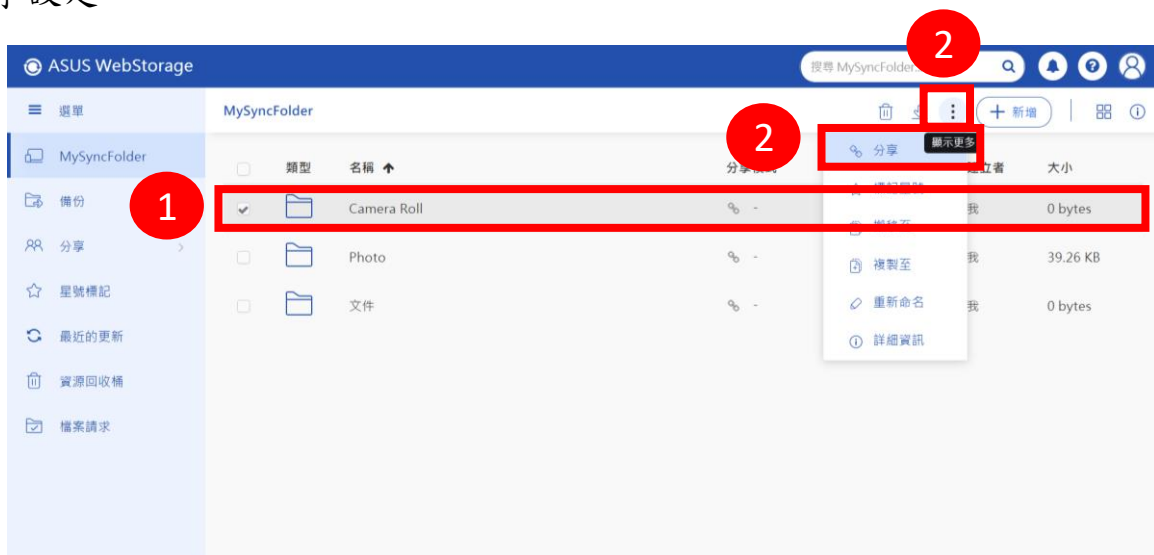 設定
2
ASUS WebStorage
搜尋 MySyncFolder...
選單
MySyncFolder
新增
2
分享
顯示更多
MySyncFolder
類型
名稱
大小
備份
1
Camera Roll
-
我
0 bytes
分享
Photo
-
複製至
我
39.26 KB
星號標記
文件
-
重新命名
我
0 bytes
最近的更新
詳細資訊
資源回收桶
檔案請求